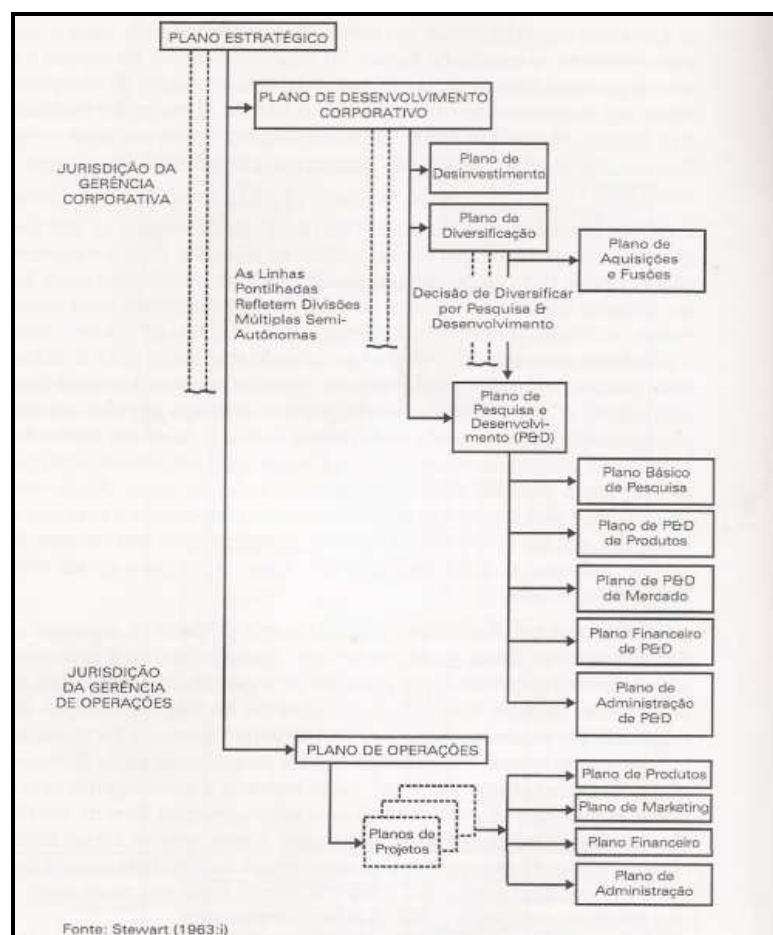 PLANO ESTRATÉGICO
PLANO DE DESENVOLVIMENTO
CORPORATIVO
JURISDIÇÃO DA
GERÊNCIA
CORPORATIVA
Plano de
Desinvestimento
Plano de
Diversificação
Plano de
Aquisições
e Fusões
As Linhas
Pontilhadas
Refletem Divisões
Múltiplas Semi-
Autônomas
Decisão de Diversificar
por Pesquisa &
Desenvolvimento
Plano de
Pesquisa e
Desenvolvi-
mento (P&D)
Plano Básico
de Pesquisa
Plano de P&D
de Produtos
Plano de P&D
de Mercado
Plano Financeiro
de P&D
Plano de
Administração
de P&D
JURISDIÇÃO
DA GERÊNCIA
DE OPERAÇÕES
PLANO DE OPERAÇÕES
Planos de
Projetos
Plano de Produtos
Plano de Marketing
Plano Financeiro
Plano de
Administração
Fonte: Stewart (1963:i)